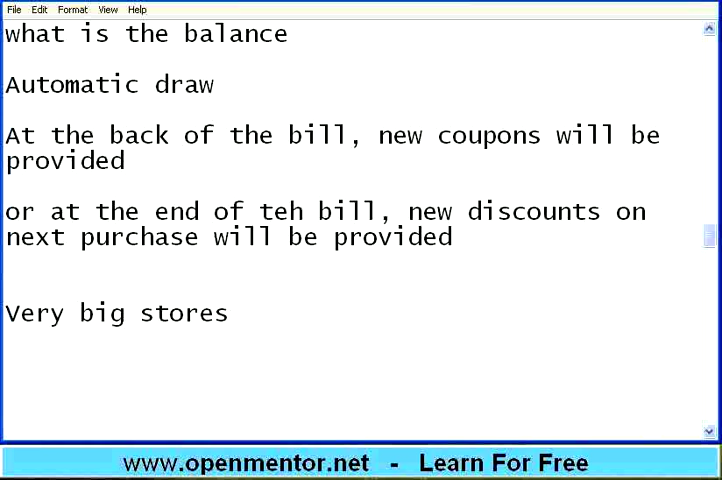 File Edit Format View Help
what is the balance
Automatic draw
At the back of the bill, new coupons will be
provided
or at the end of teh bill, new discounts on
next purchase will be provided
Very big stores
www.openmentor.net - Learn For Free